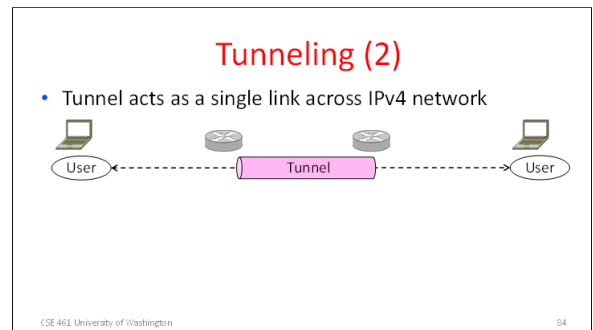 Tunneling (2)
• Tunnel acts as a single link across IPv4 network
User
Tunnel
User
CSE 461 University of Washington
84